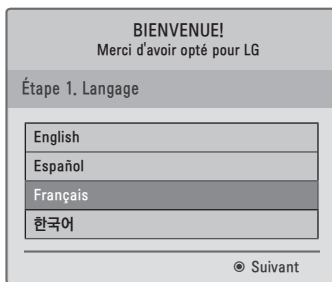 BIENVENUE!
Merci d'avoir opté pour LG
Étape 1. Langage
English
Español
Français
한국어
◉ Suivant